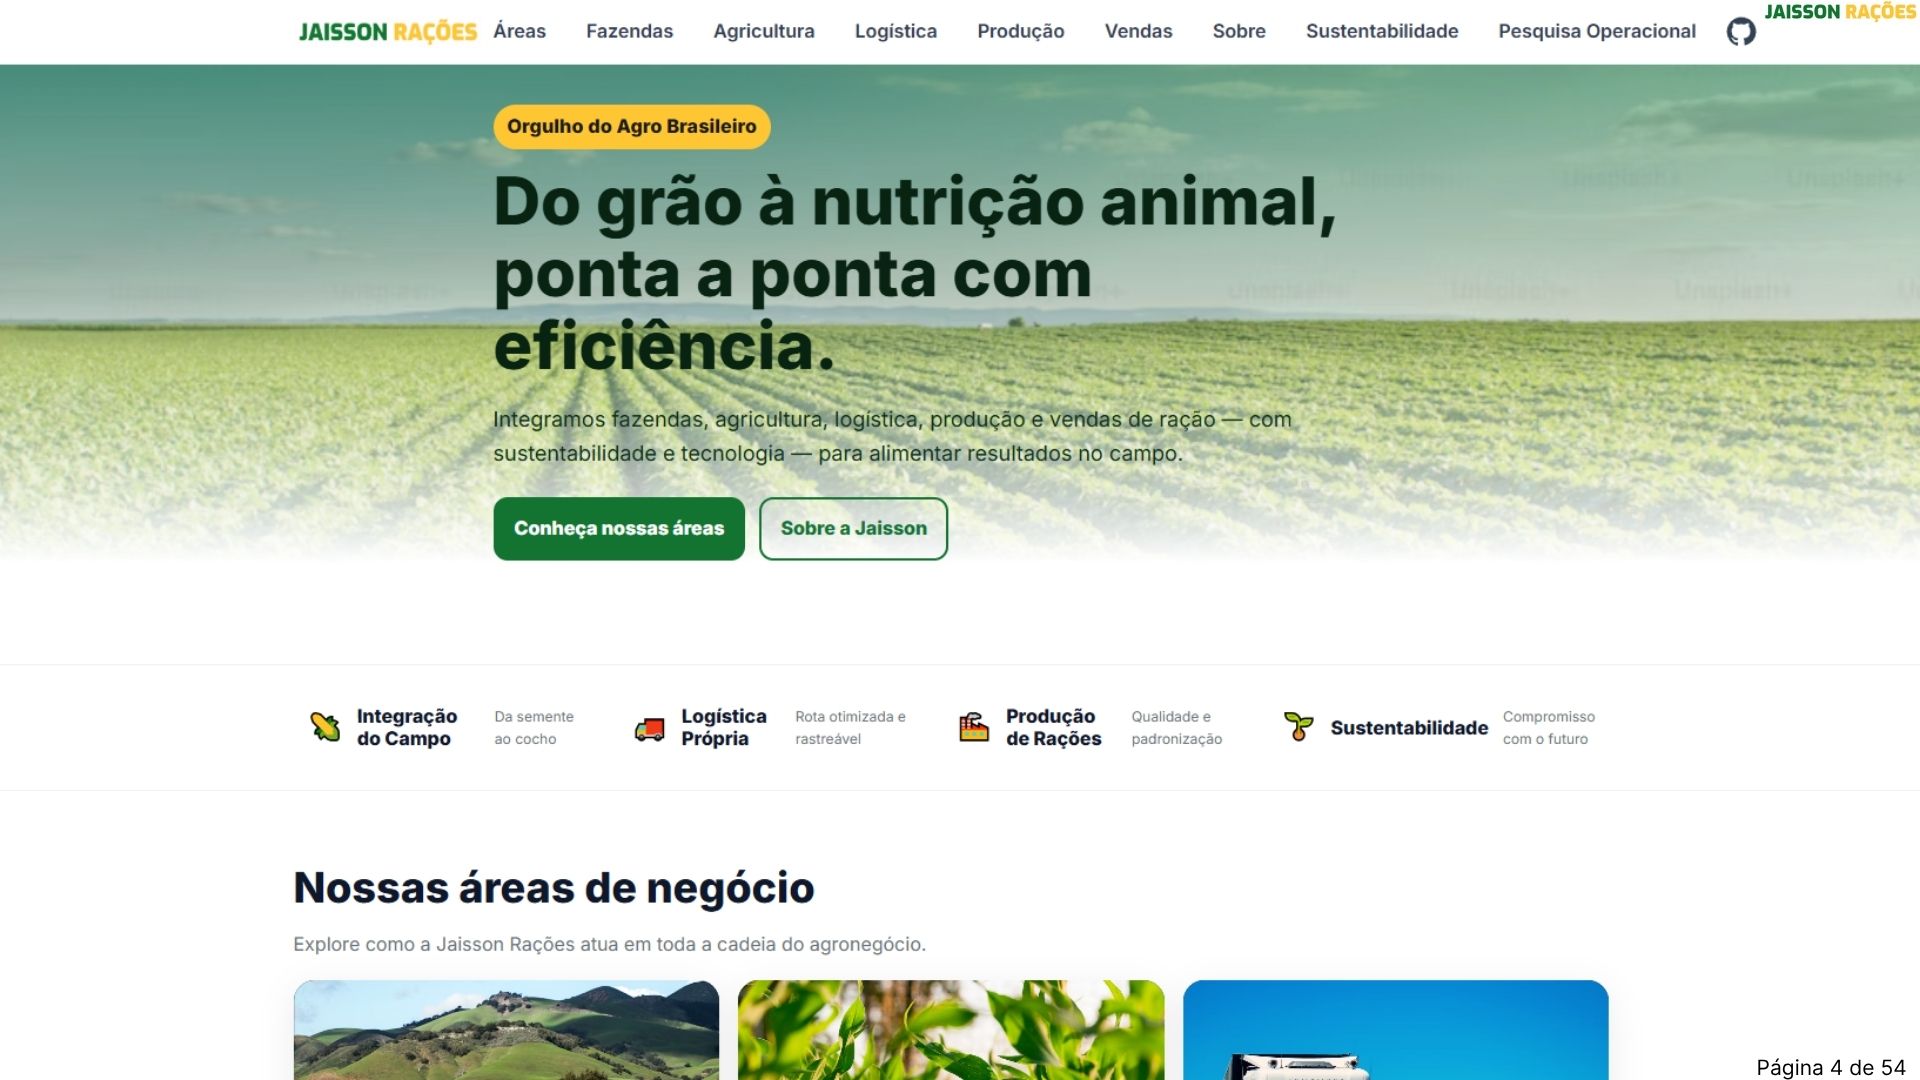 JAISSON RAÇÕES Áreas Fazendas Agricultura Logística Produção Vendas Sobre Sustentabilidade Pesquisa Operacional
JAISSON RAÇÕES
Orgulho do Agro Brasileiro
Do grão à nutrição animal,
ponta a ponta com
eficiência.
Integramos fazendas, agricultura, logística, produção e vendas de ração — com
sustentabilidade e tecnologia — para alimentar resultados no campo.
Conheça nossas áreas
Sobre a Jaisson
Integração
do Campo
Da semente
ao cocho
Logística
Própria
Rota otimizada e
rastreável
Produção
de Rações
Qualidade e
padronização
Sustentabilidade
Compromisso
com o futuro
Nossas áreas de negócio
Explore como a Jaisson Rações atua em toda a cadeia do agronegócio.
Página 4 de 54